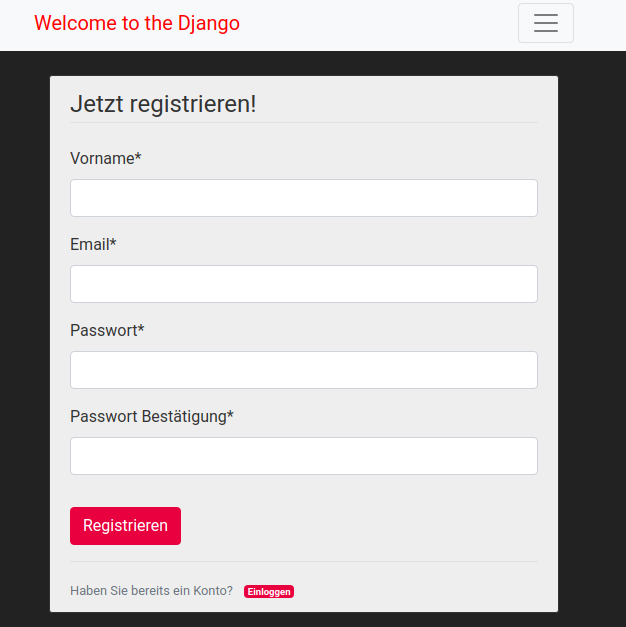 Welcome to the Django
Jetzt registrieren!
Vorname*
Email*
Passwort*
Passwort Bestätigung*
Registrieren
Haben Sie bereits ein Konto? Einloggen